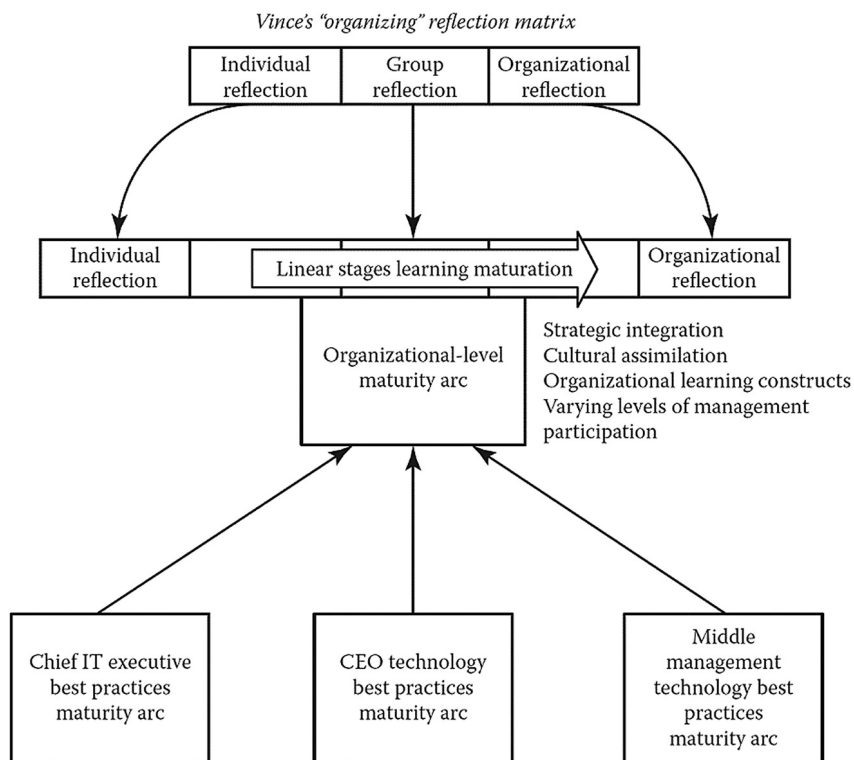 Vince's “organizing” reflection matrix
Individual
reflection
Group
reflection
Organizational
reflection
Individual
reflection
Linear stages learning maturation
Organizational
reflection
Organizational-level
maturity arc
Strategic integration
Cultural assimilation
Organizational learning constructs
Varying levels of management
participation
Chief IT executive
best practices
maturity arc
CEO technology
best practices
maturity arc
Middle
management
technology best
practices
maturity arc